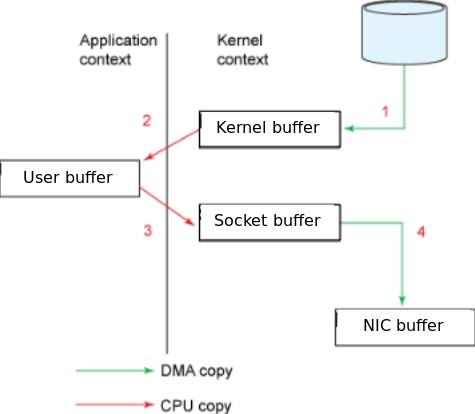 Application
context
Kernel
context
1
Kernel buffer
2
User buffer
3
Socket buffer
4
NIC buffer
DMA copy
CPU copy